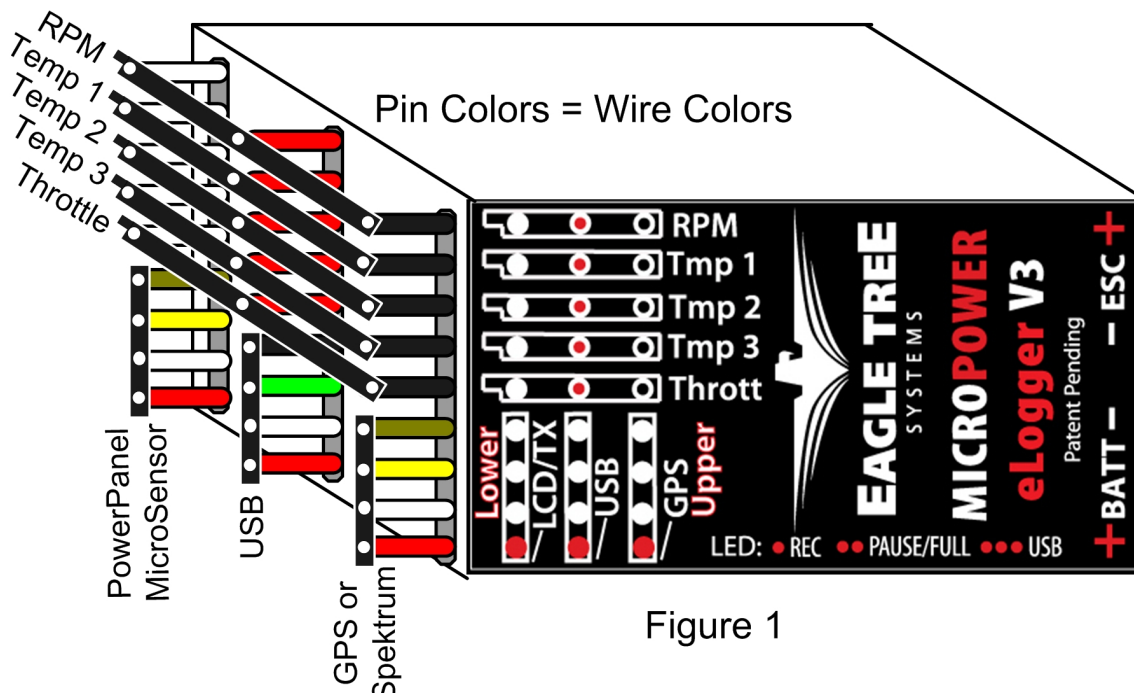 RPM
Temp 1
Temp 2
Temp 3
Throttle
Pin Colors = Wire Colors
PowerPanel
MicroSensor
USB
GPS or
Spektrum
RPM
Tmp 1
Tmp 2
Tmp 3
Thrott
Lower
LCD/TX
USB
GPS
Upper
EAGLE TREE
SYSTEMS
MICROPOWER
eLogger V3
Patent Pending
+BATT– –ESC+
LED: • REC •• PAUSE/FULL ••• USB
Figure 1